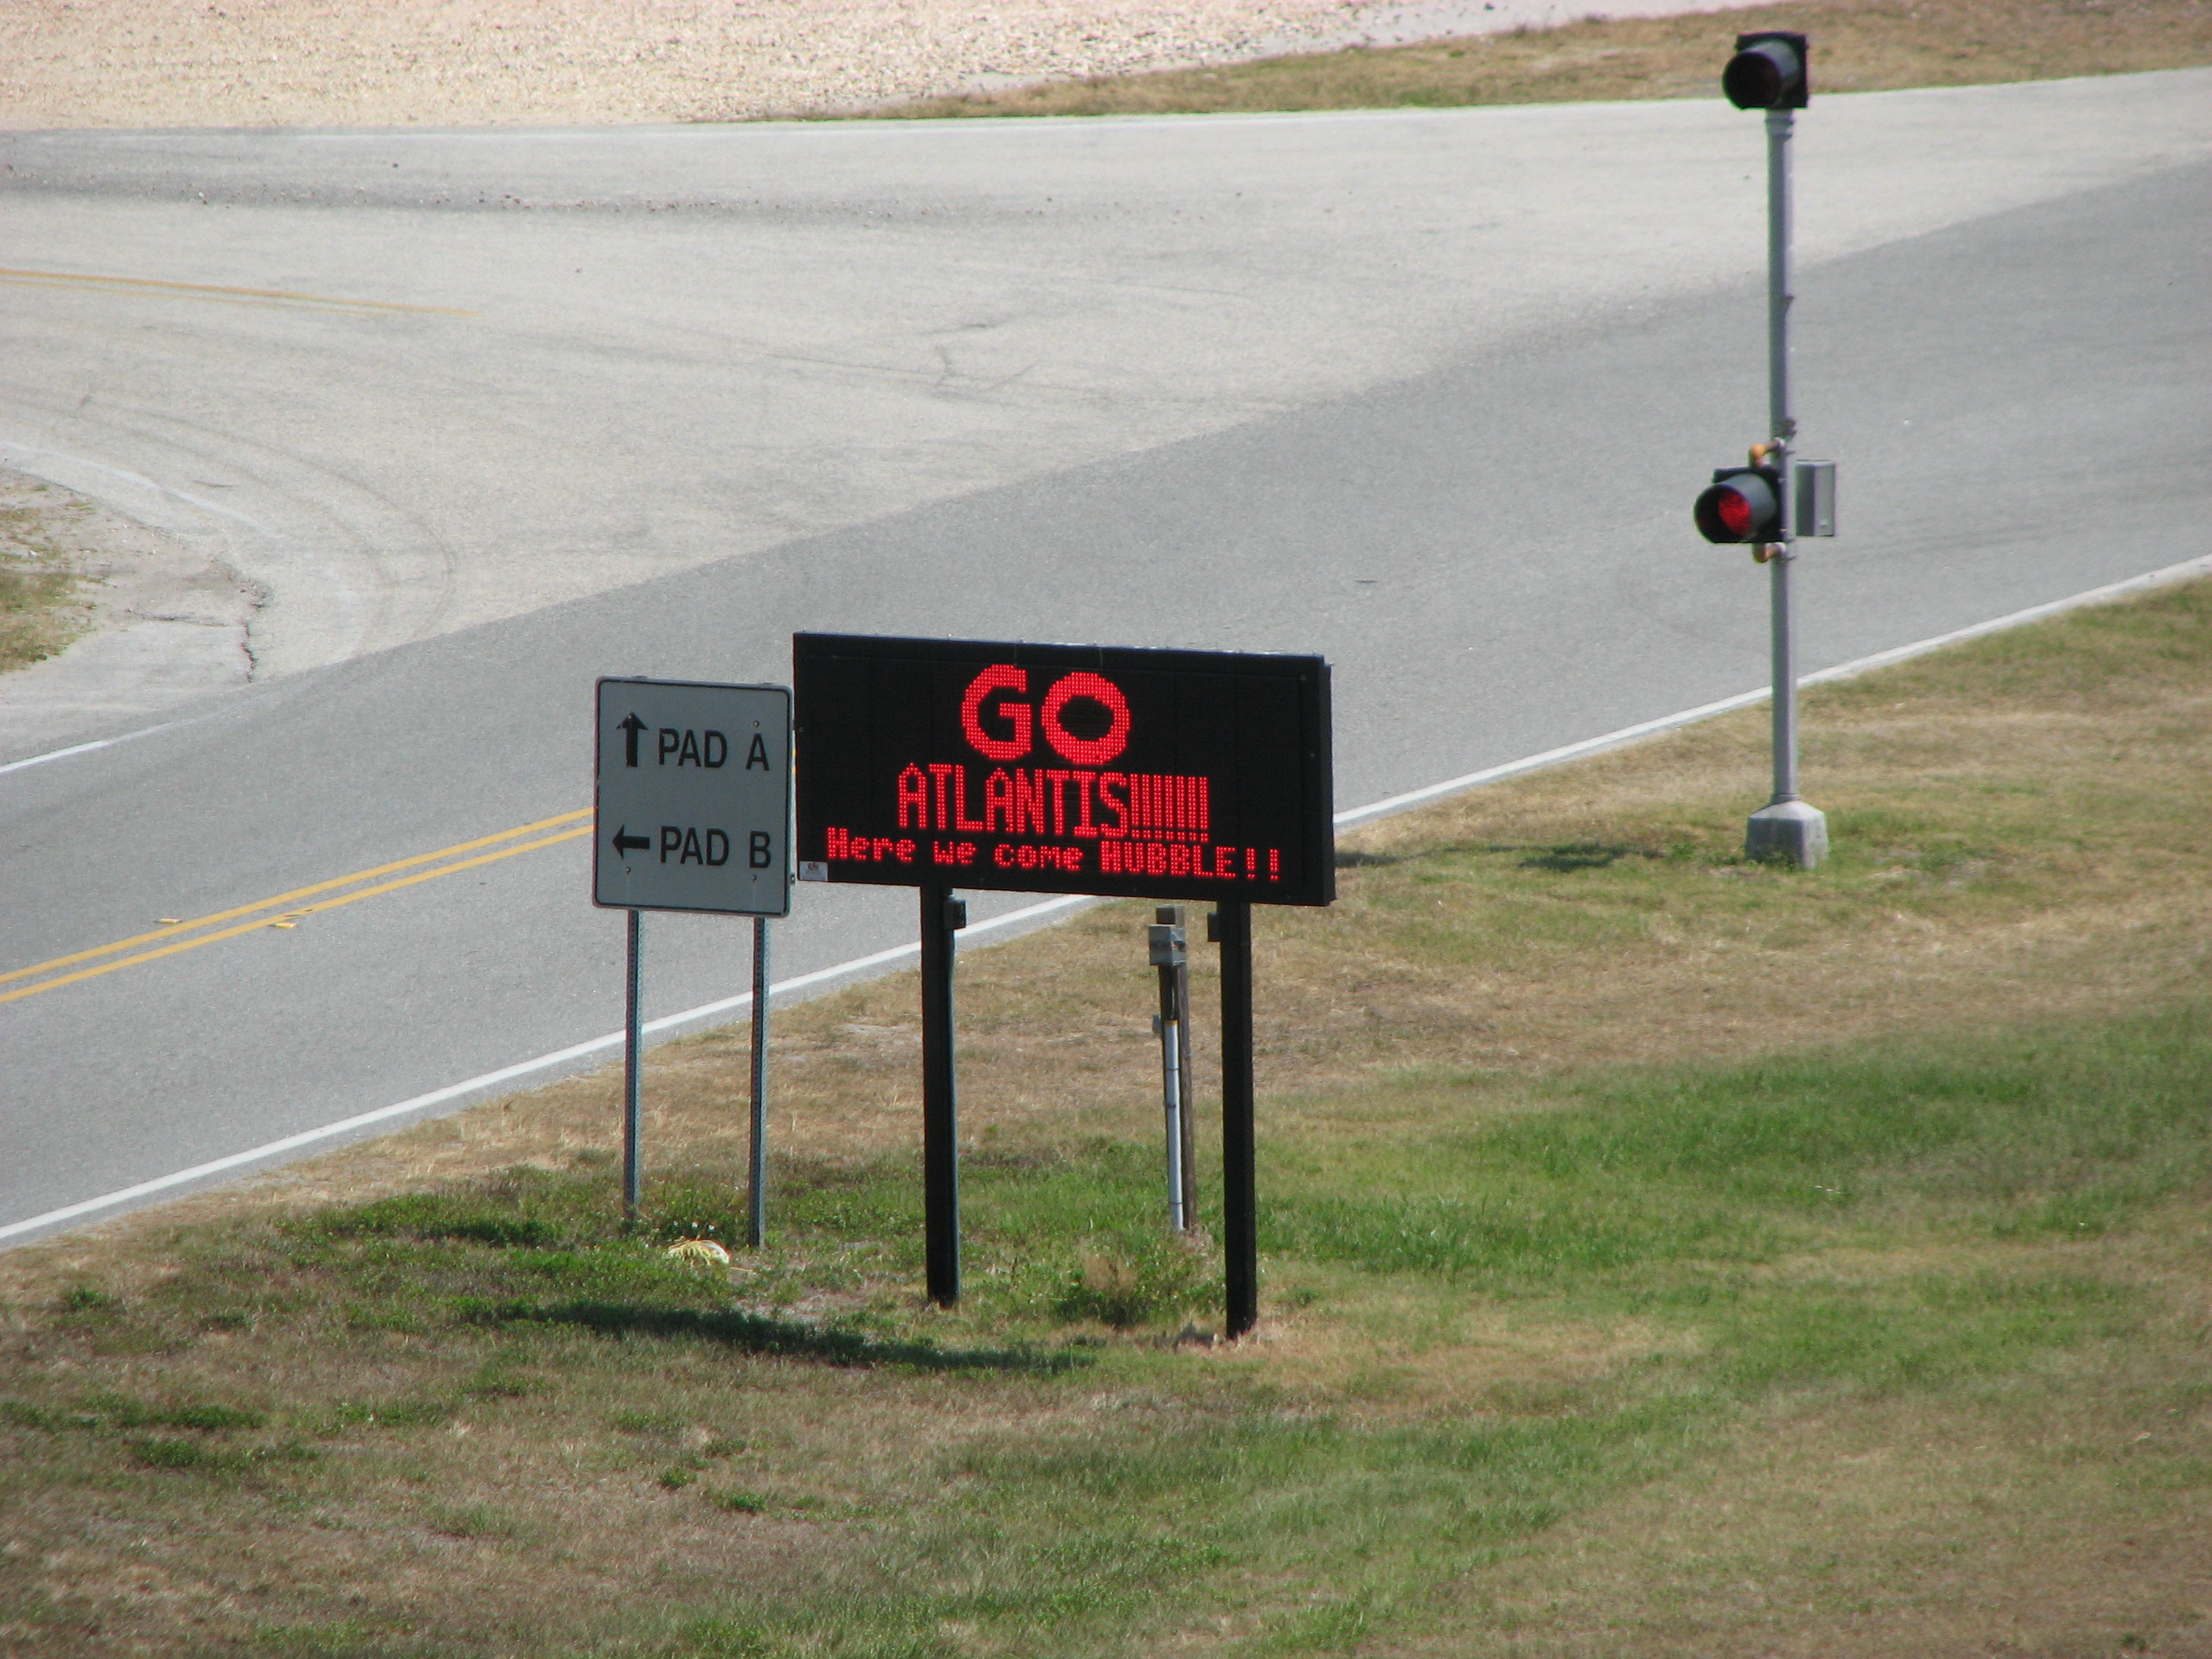 ↑ PAD A
← PAD B
GO
ATLANTIS!!!!!!!
Here we come HUBBLE!!